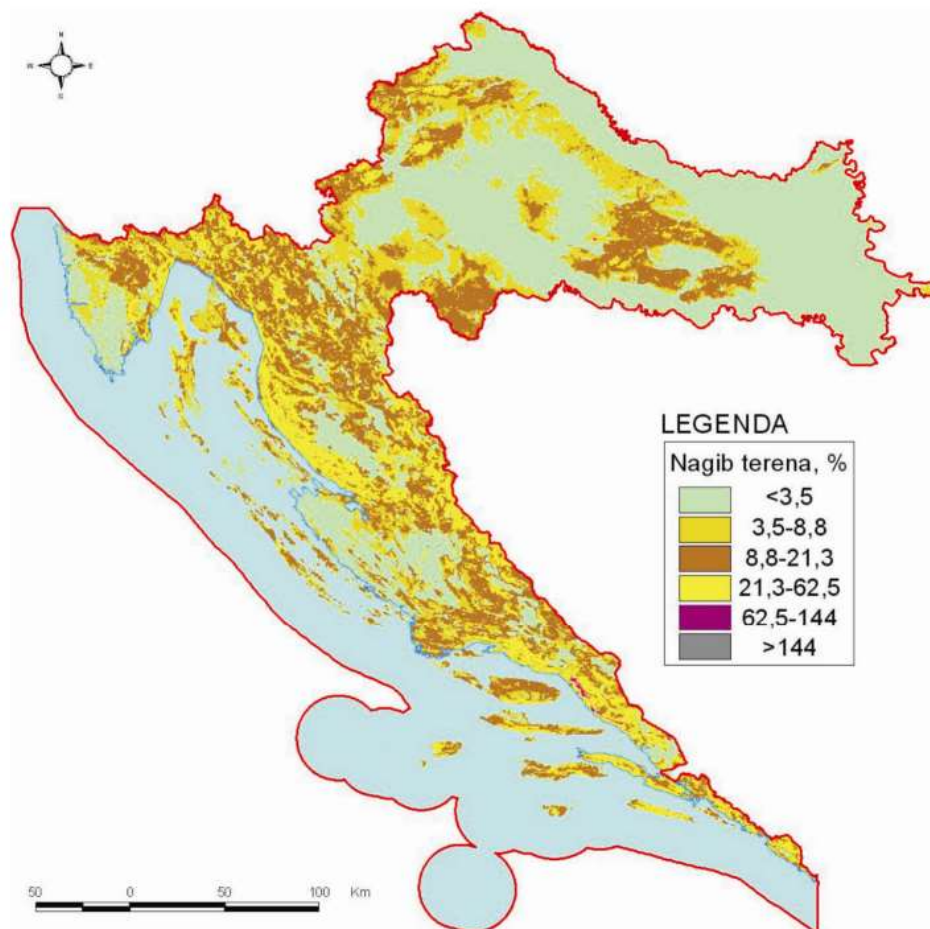 N
W E
S
LEGENDA
Nagib terena, %
<3,5
3,5-8,8
8,8-21,3
21,3-62,5
62,5-144
>144
50 0 50 100 Km